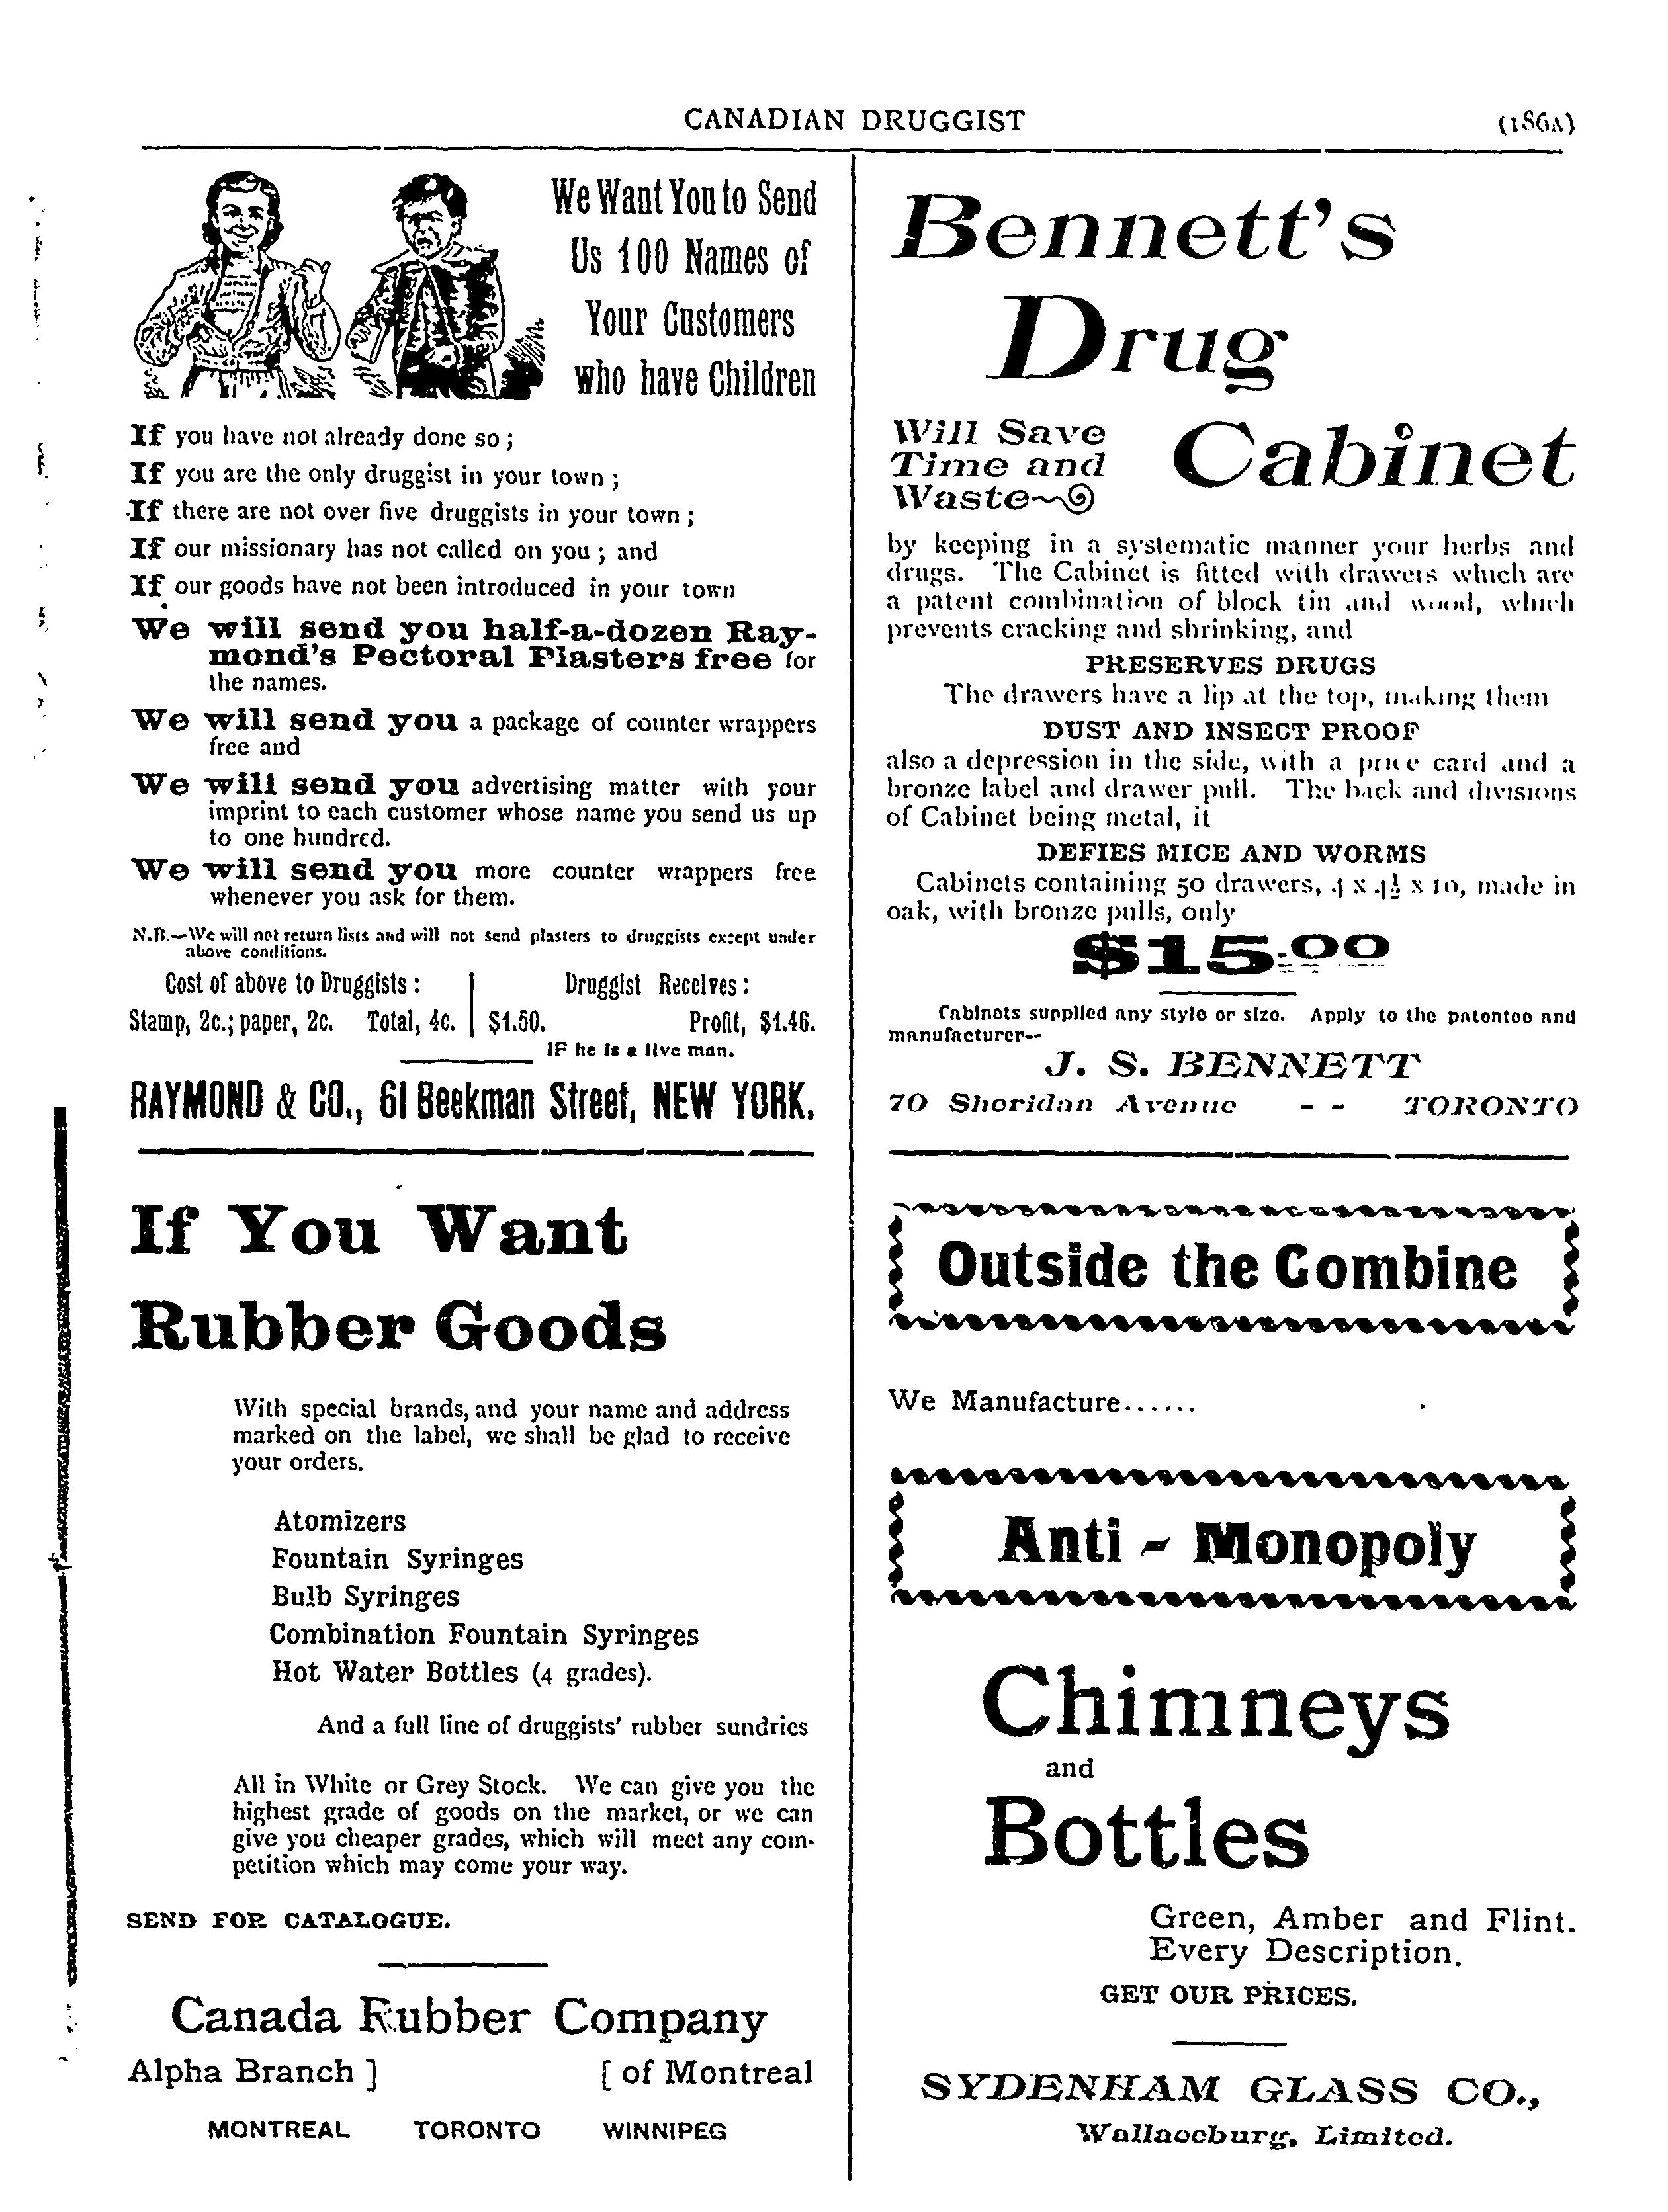 CANADIAN DRUGGIST
(186A)
We Want You to Send
Us 100 Names of
Your Customers
who have Children
If you have not already done so ;
If you are the only druggist in your town ;
If there are not over five druggists in your town ;
If our missionary has not called on you ; and
If our goods have not been introduced in your town
We will send you half-a-dozen Ray-
mond's Pectoral Plasters free for
the names.
We will send you a package of counter wrappers
free and
We will send you advertising matter with your
imprint to each customer whose name you send us up
to one hundred.
We will send you more counter wrappers free
whenever you ask for them.
N.B.—We will not return lists and will not send plasters to druggists except under
above conditions.
Cost of above to Druggists :
Stamp, 2c.; paper, 2c. Total, 4c.
Druggist Receives :
$1.50. Profit, $1.46.
IF he is a live man.
RAYMOND & CO., 61 Beekman Street, NEW YORK.
If You Want
Rubber Goods
With special brands, and your name and address
marked on the label, we shall be glad to receive
your orders.
Atomizers
Fountain Syringes
Bulb Syringes
Combination Fountain Syringes
Hot Water Bottles (4 grades).
And a full line of druggists' rubber sundries
All in White or Grey Stock. We can give you the
highest grade of goods on the market, or we can
give you cheaper grades, which will meet any com-
petition which may come your way.
SEND FOR CATALOGUE.
Canada Rubber Company
Alpha Branch ] [ of Montreal
MONTREAL TORONTO WINNIPEG
Bennett's
Drug
Cabinet
Will Save
Time and
Waste
by keeping in a systematic manner your herbs and
drugs. The Cabinet is fitted with drawers which are
a patent combination of block tin and wood, which
prevents cracking and shrinking, and
PRESERVES DRUGS
The drawers have a lip at the top, making them
DUST AND INSECT PROOF
also a depression in the side, with a price card and a
bronze label and drawer pull. The back and divisions
of Cabinet being metal, it
DEFIES MICE AND WORMS
Cabinets containing 50 drawers, 4 x 4½ x 10, made in
oak, with bronze pulls, only
$15.00
Cabinets supplied any style or size. Apply to the patentee and
manufacturer--
J. S. BENNETT
70 Sheridan Avenue - - TORONTO
Outside the Combine
We Manufacture......
Anti - Monopoly
Chimneys
and
Bottles
Green, Amber and Flint.
Every Description.
GET OUR PRICES.
SYDENHAM GLASS CO.,
Wallaceburg, Limited.